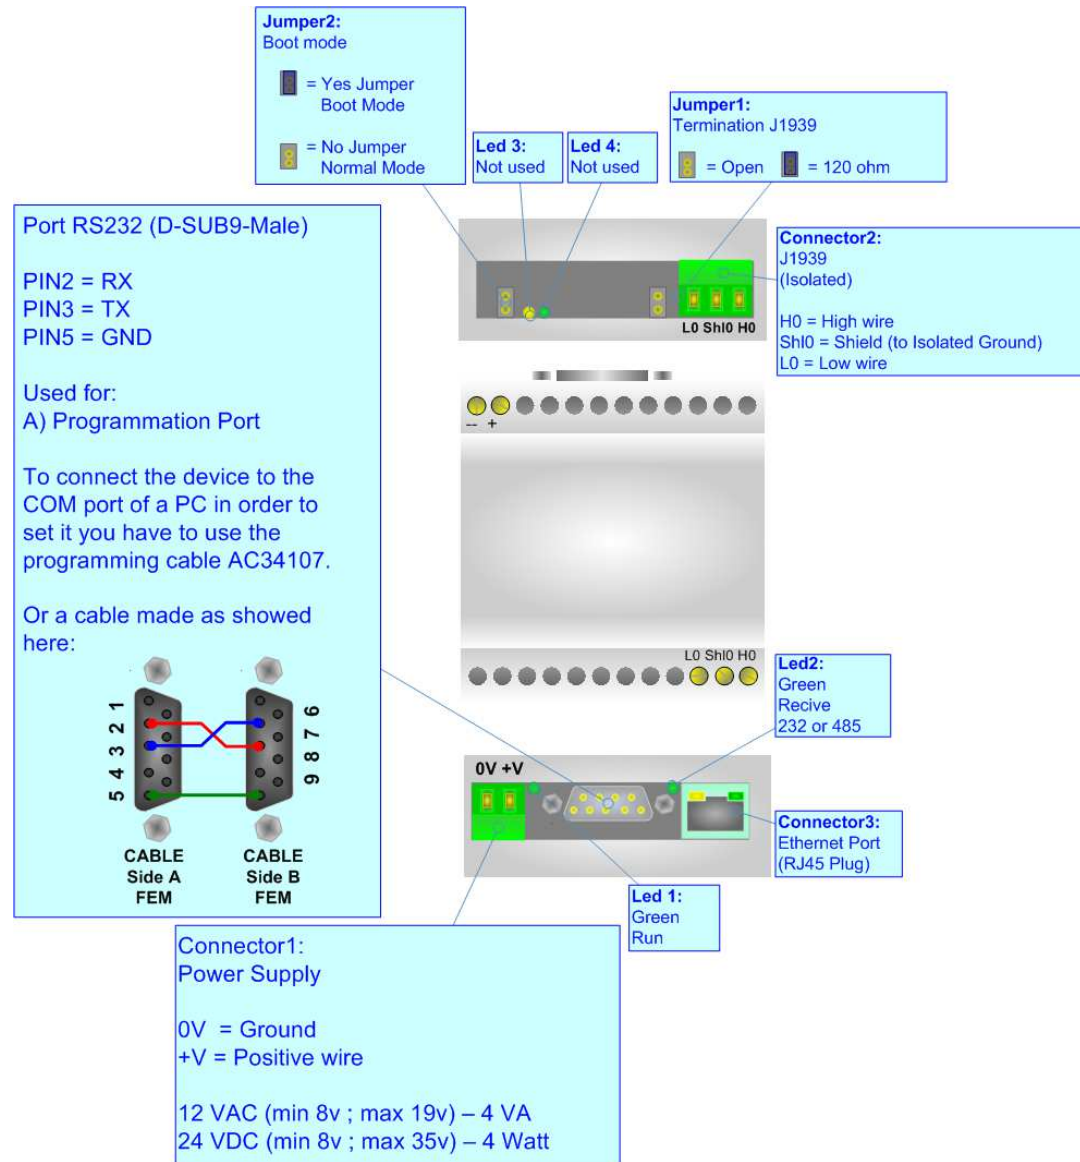 Jumper2:
Boot mode
= Yes Jumper
Boot Mode
= No Jumper
Normal Mode
Led 3:
Not used
Led 4:
Not used
Jumper1:
Termination J1939
= Open
= 120 ohm
Port RS232 (D-SUB9-Male)
PIN2 = RX
PIN3 = TX
PIN5 = GND
Used for:
A) Programmation Port
To connect the device to the
COM port of a PC in order to
set it you have to use the
programming cable AC34107.
Or a cable made as showed
here:
1
2
3
4
5
6
7
8
9
CABLE
Side A
FEM
CABLE
Side B
FEM
L0 Shl0 H0
Connector2:
J1939
(Isolated)
H0 = High wire
Shl0 = Shield (to Isolated Ground)
L0 = Low wire
-- +
L0 Shl0 H0
Led2:
Green
Recive
232 or 485
0V +V
Connector3:
Ethernet Port
(RJ45 Plug)
Led 1:
Green
Run
Connector1:
Power Supply
0V = Ground
+V = Positive wire
12 VAC (min 8v ; max 19v) – 4 VA
24 VDC (min 8v ; max 35v) – 4 Watt